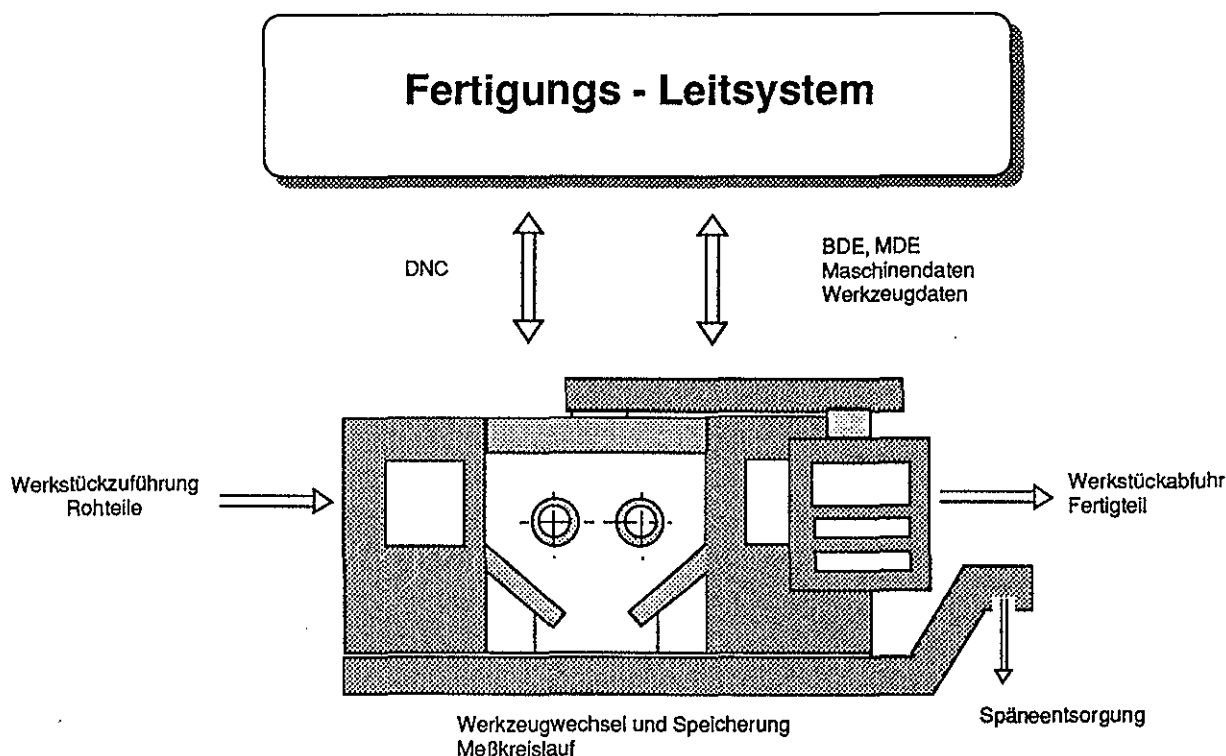 Fertigungs - Leitsystem
DNC
BDE, MDE
Maschinendaten
Werkzeugdaten
Werkstückzuführung
Rohteile
Werkstückabfuhr
Fertigteil
Werkzeugwechsel und Speicherung
Meßkreislauf
Späneentsorgung